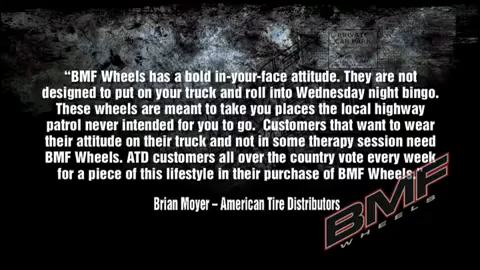 PRIVATE
CAR PARK
“BMF Wheels has a bold in-your-face attitude. They are not
designed to put on your truck and roll into Wednesday night bingo.
These wheels are meant to take you places the local highway
patrol never intended for you to go.  Customers that want to wear
their attitude on their truck and not in some therapy session need
BMF Wheels. ATD customers all over the country vote every week
for a piece of this lifestyle in their purchase of BMF Wheels.”
Brian Moyer – American Tire Distributors
BMF
WHEELS